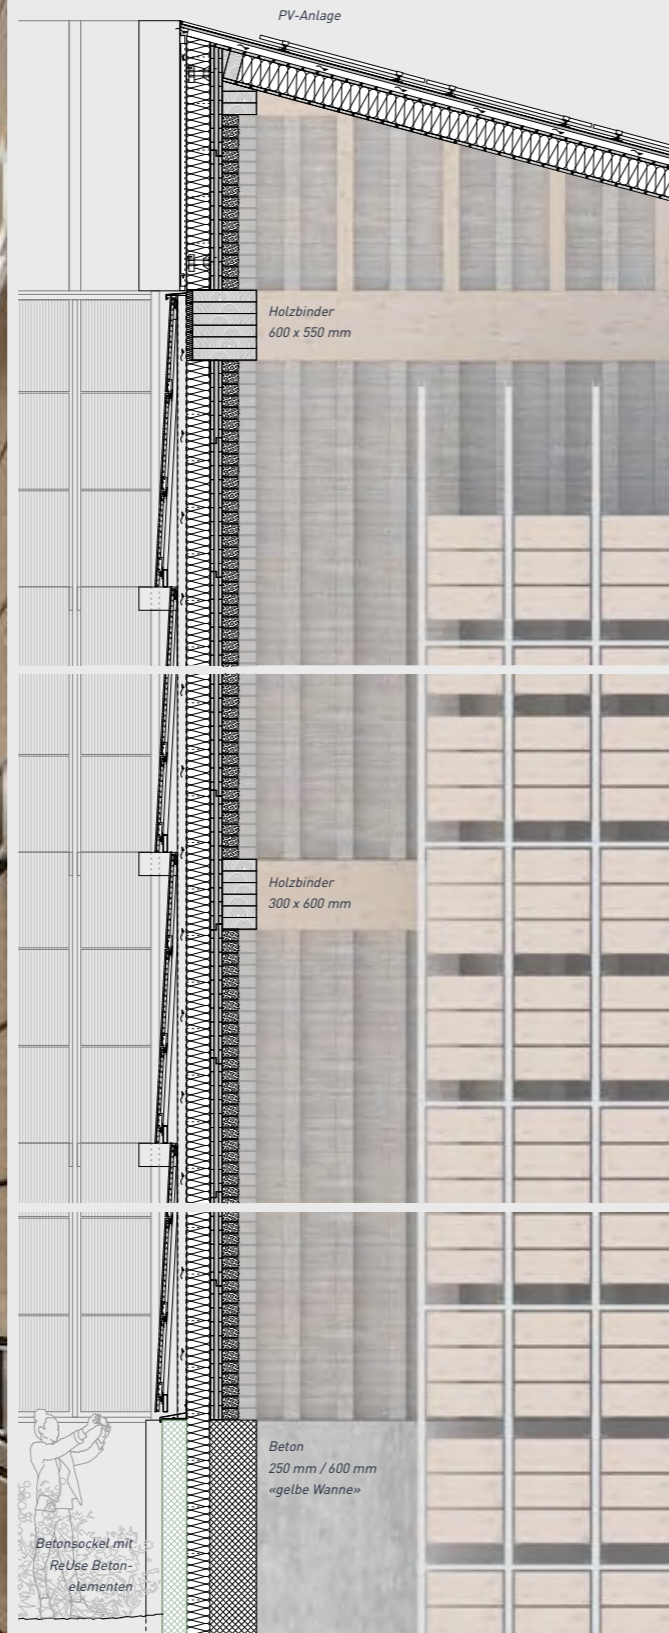 PV-Anlage
Holzbinder
600 x 550 mm
Holzbinder
300 x 600 mm
Beton
250 mm / 600 mm
«gelbe Wanne»
Betonsockel mit
ReUse Beton-
elementen